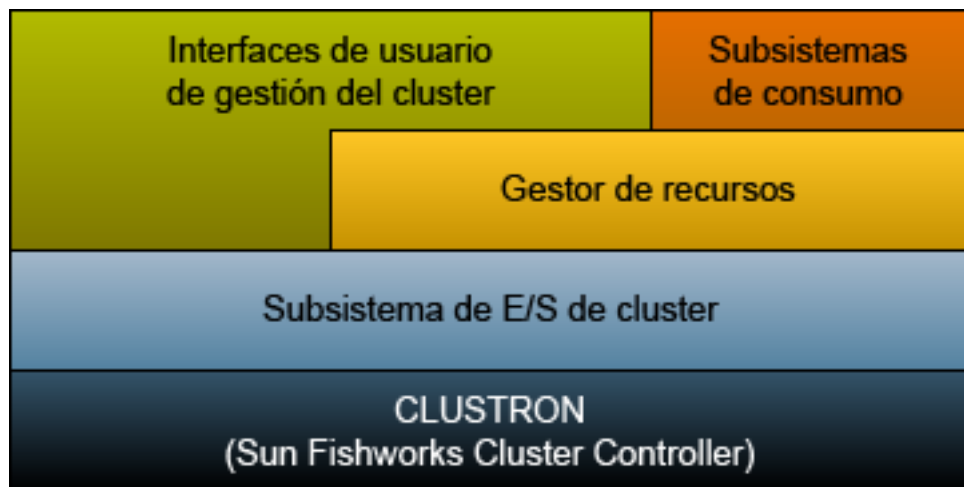 Interfaces de usuario
de gestión del cluster
Subsistemas
de consumo
Gestor de recursos
Subsistema de E/S de cluster
CLUSTRON
(Sun Fishworks Cluster Controller)